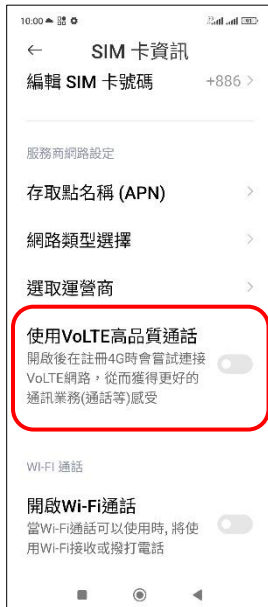 10:00
SIM 卡資訊
編輯 SIM 卡號碼 +886
服務商網路設定
存取點名稱 (APN)
網路類型選擇
選取運營商
使用VoLTE高品質通話
開啟後在註冊4G時會嘗試連接
VoLTE網路，從而獲得更好的
通訊業務(通話等)感受
WI-FI 通話
開啟Wi-Fi通話
當Wi-Fi通話可以使用時, 將使
用Wi-Fi接收或撥打電話